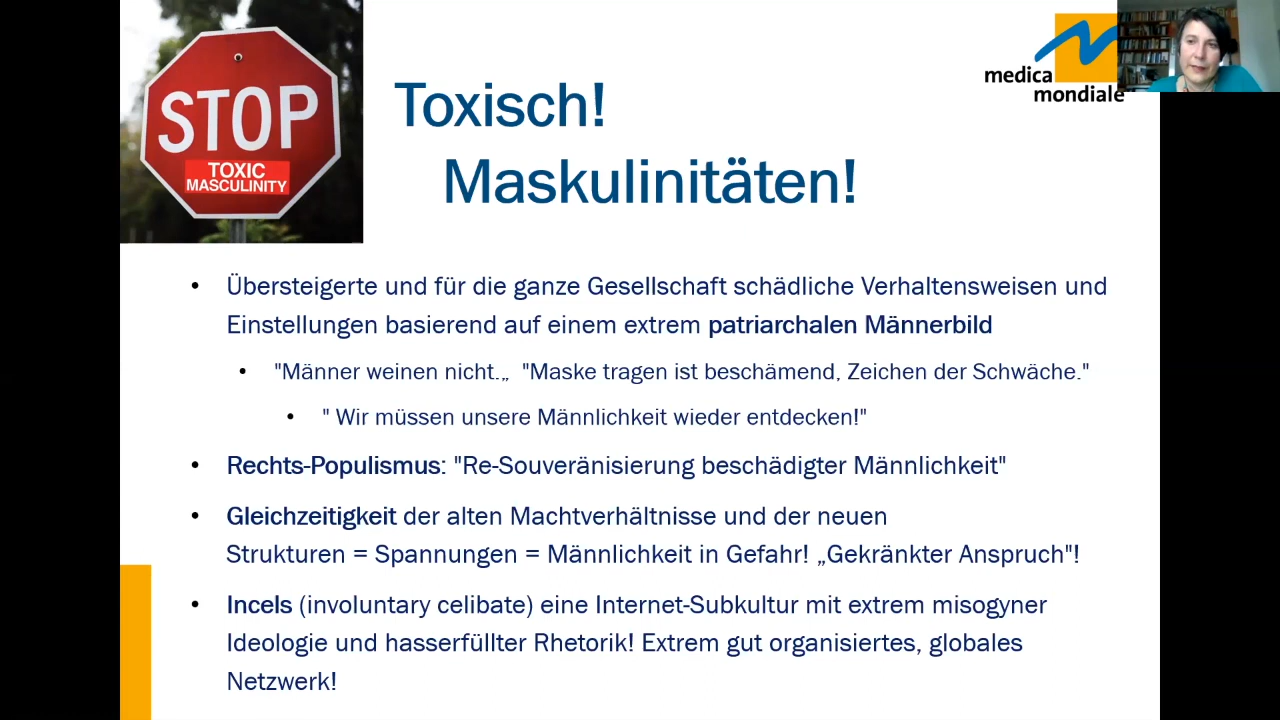 STOP
TOXIC
MASCULINITY
Toxisch!
Maskulinitäten!
medica
mondiale
• Übersteigerte und für die ganze Gesellschaft schädliche Verhaltensweisen und
Einstellungen basierend auf einem extrem patriarchalen Männerbild
• "Männer weinen nicht.„ "Maske tragen ist beschämend, Zeichen der Schwäche."
• " Wir müssen unsere Männlichkeit wieder entdecken!"
• Rechts-Populismus: "Re-Souveränisierung beschädigter Männlichkeit"
• Gleichzeitigkeit der alten Machtverhältnisse und der neuen
Strukturen = Spannungen = Männlichkeit in Gefahr! „Gekränkter Anspruch"!
• Incels (involuntary celibate) eine Internet-Subkultur mit extrem misogyner
Ideologie und hasserfüllter Rhetorik! Extrem gut organisiertes, globales
Netzwerk!